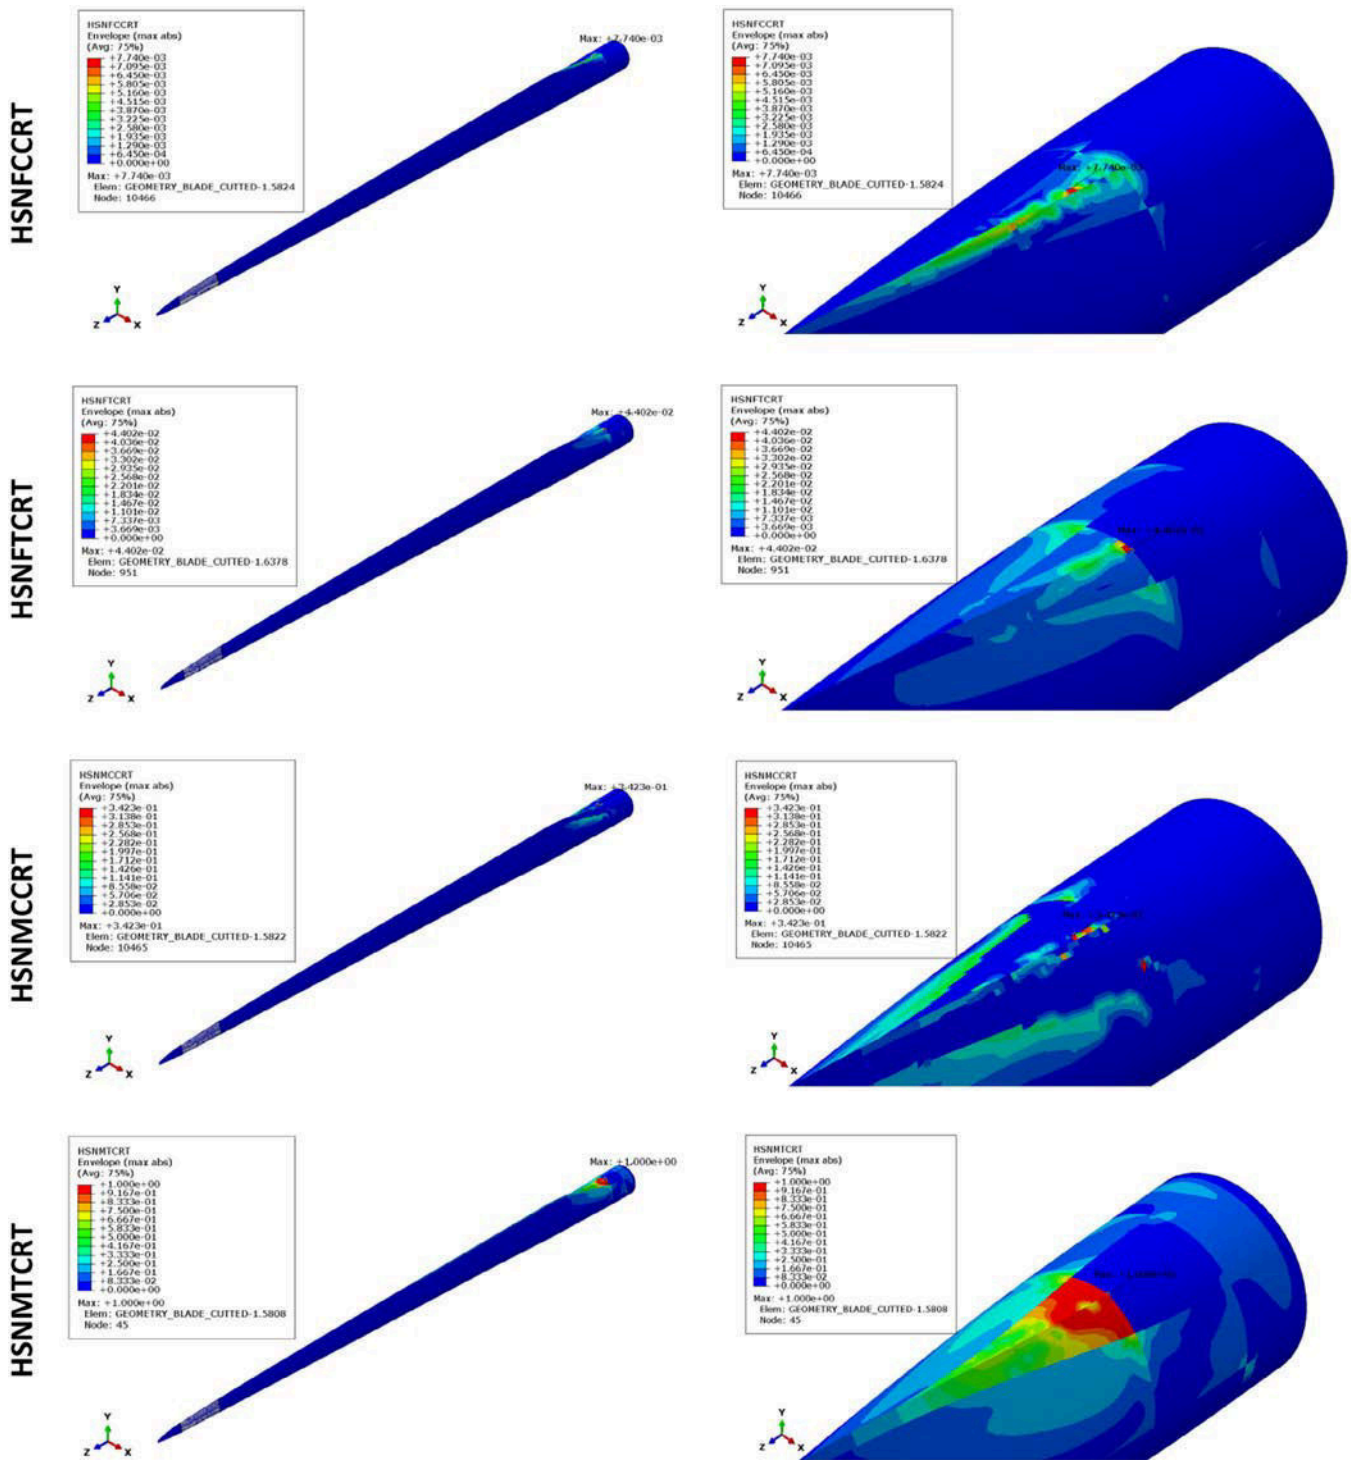 HSNFCCRT
HSNFCCRT
Envelope (max abs)
(Avg: 75%)
+7.740e-03
+7.095e-03
+6.450e-03
+5.805e-03
+5.160e-03
+4.515e-03
+3.870e-03
+3.225e-03
+2.580e-03
+1.935e-03
+1.290e-03
+6.450e-04
+0.000e+00
Max: +7.740e-03
Elem: GEOMETRY_BLADE_CUTTED-1.5824
Node: 10466
Max: +7.740e-03
Y
Z
X
HSNFCCRT
Envelope (max abs)
(Avg: 75%)
+7.740e-03
+7.095e-03
+6.450e-03
+5.805e-03
+5.160e-03
+4.515e-03
+3.870e-03
+3.225e-03
+2.580e-03
+1.935e-03
+1.290e-03
+6.450e-04
+0.000e+00
Max: +7.740e-03
Elem: GEOMETRY_BLADE_CUTTED-1.5824
Node: 10466
Max: +7.740e-03
Y
Z
X
HSNFTCRT
HSNFTCRT
Envelope (max abs)
(Avg: 75%)
+4.402e-02
+4.036e-02
+3.669e-02
+3.302e-02
+2.935e-02
+2.568e-02
+2.201e-02
+1.834e-02
+1.467e-02
+1.101e-02
+7.337e-03
+3.669e-03
+0.000e+00
Max: +4.402e-02
Elem: GEOMETRY_BLADE_CUTTED-1.6378
Node: 951
Max: +4.402e-02
Y
Z
X
HSNFTCRT
Envelope (max abs)
(Avg: 75%)
+4.402e-02
+4.036e-02
+3.669e-02
+3.302e-02
+2.935e-02
+2.568e-02
+2.201e-02
+1.834e-02
+1.467e-02
+1.101e-02
+7.337e-03
+3.669e-03
+0.000e+00
Max: +4.402e-02
Elem: GEOMETRY_BLADE_CUTTED-1.6378
Node: 951
Y
Z
X
HSNMCCRT
HSNMCCRT
Envelope (max abs)
(Avg: 75%)
+3.423e-01
+3.138e-01
+2.853e-01
+2.568e-01
+2.282e-01
+1.997e-01
+1.712e-01
+1.426e-01
+1.141e-01
+8.558e-02
+5.706e-02
+2.853e-02
+0.000e+00
Max: +3.423e-01
Elem: GEOMETRY_BLADE_CUTTED-1.5822
Node: 10465
Max: +3.423e-01
Y
Z
X
HSNMCCRT
Envelope (max abs)
(Avg: 75%)
+3.423e-01
+3.138e-01
+2.853e-01
+2.568e-01
+2.282e-01
+1.997e-01
+1.712e-01
+1.426e-01
+1.141e-01
+8.558e-02
+5.706e-02
+2.853e-02
+0.000e+00
Max: +3.423e-01
Elem: GEOMETRY_BLADE_CUTTED-1.5822
Node: 10465
Y
Z
X
HSNMTCRT
HSNMTCRT
Envelope (max abs)
(Avg: 75%)
+1.000e+00
+9.167e-01
+8.333e-01
+7.500e-01
+6.667e-01
+5.833e-01
+5.000e-01
+4.167e-01
+3.333e-01
+2.500e-01
+1.667e-01
+8.333e-02
+0.000e+00
Max: +1.000e+00
Elem: GEOMETRY_BLADE_CUTTED-1.5808
Node: 45
Max: +1.000e+00
Y
Z
X
HSNMTCRT
Envelope (max abs)
(Avg: 75%)
+1.000e+00
+9.167e-01
+8.333e-01
+7.500e-01
+6.667e-01
+5.833e-01
+5.000e-01
+4.167e-01
+3.333e-01
+2.500e-01
+1.667e-01
+8.333e-02
+0.000e+00
Max: +1.000e+00
Elem: GEOMETRY_BLADE_CUTTED-1.5808
Node: 45
Y
Z
X